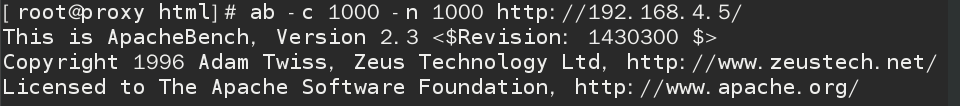 [root@proxy html]# ab -c 1000 -n 1000 http://192.168.4.5/
This is ApacheBench, Version 2.3 <$Revision: 1430300 $>
Copyright 1996 Adam Twiss, Zeus Technology Ltd, http://www.zeustech.net/
Licensed to The Apache Software Foundation, http://www.apache.org/